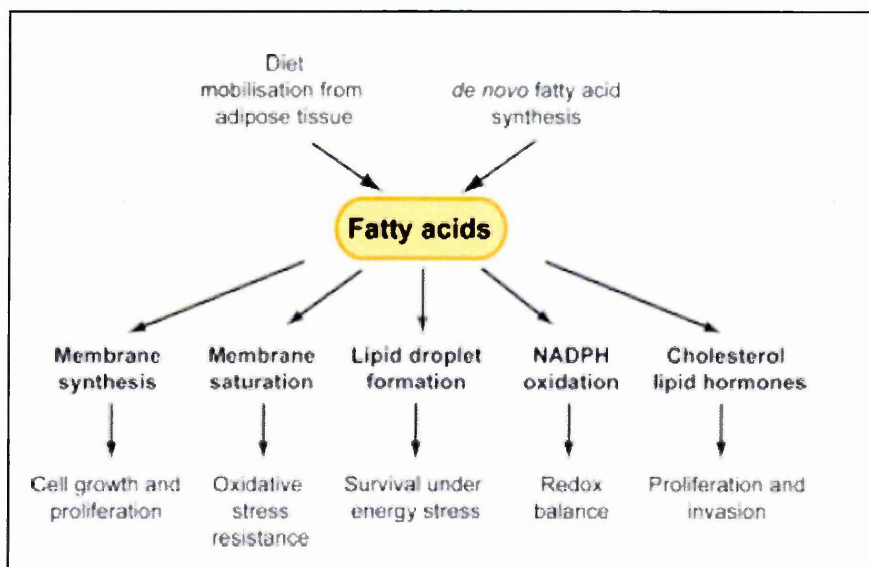 Diet
mobilisation from
adipose tissue
de novo fatty acid
synthesis
Fatty acids
Membrane
synthesis
Membrane
saturation
Lipid droplet
formation
NADPH
oxidation
Cholesterol
lipid hormones
Cell growth and
proliferation
Oxidative
stress
resistance
Survival under
energy stress
Redox
balance
Proliferation and
invasion